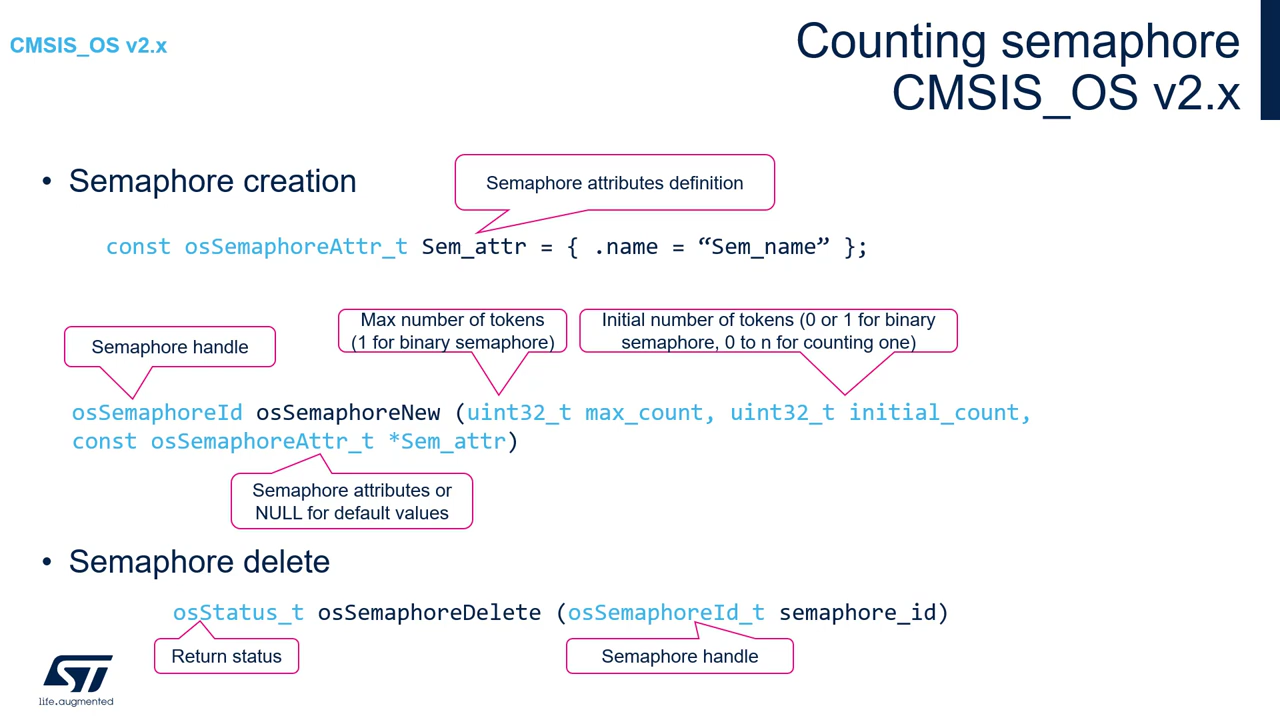 CMSIS_OS v2.x
Counting semaphore
CMSIS_OS v2.x
• Semaphore creation
Semaphore attributes definition
const osSemaphoreAttr_t Sem_attr = { .name = “Sem_name” };
Semaphore handle
Max number of tokens
(1 for binary semaphore)
Initial number of tokens (0 or 1 for binary
semaphore, 0 to n for counting one)
osSemaphoreId osSemaphoreNew (uint32_t max_count, uint32_t initial_count,
const osSemaphoreAttr_t *Sem_attr)
Semaphore attributes or
NULL for default values
• Semaphore delete
osStatus_t osSemaphoreDelete (osSemaphoreId_t semaphore_id)
Return status
Semaphore handle
ST
life.augmented